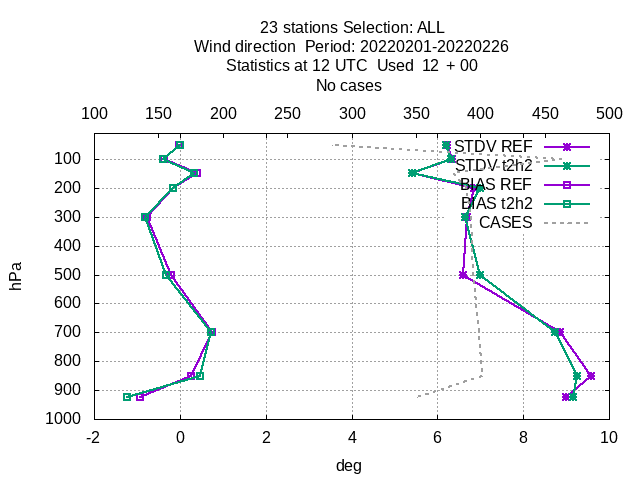 23 stations Selection: ALL
Wind direction  Period: 20220201-20220226
Statistics at 12 UTC  Used  12  + 00
No cases
100 150 200 250 300 350 400 450 500
STDV REF
STDV t2h2
BIAS REF
BIAS t2h2
CASES
hPa
100
200
300
400
500
600
700
800
900
1000
-2 0 2 4 6 8 10
deg